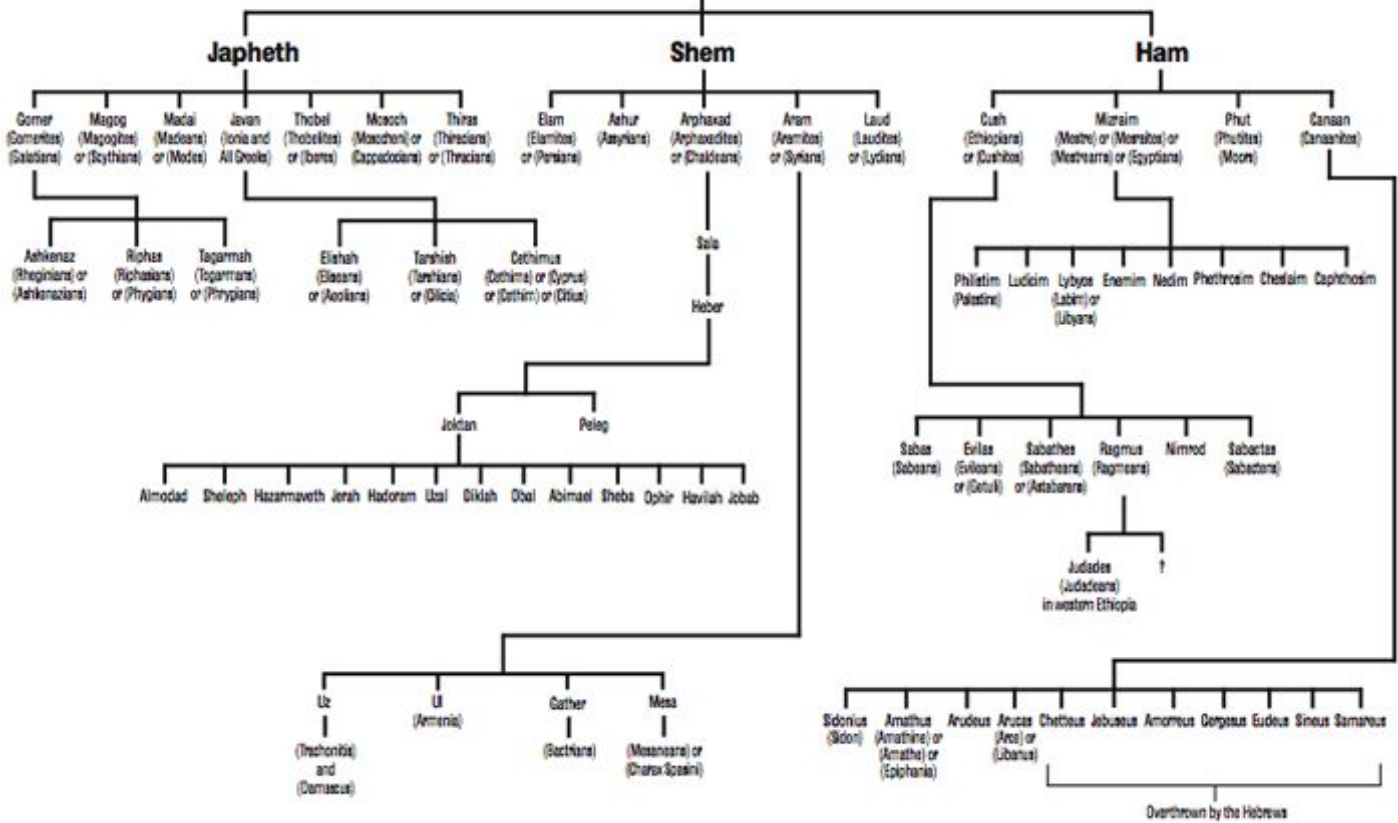 Japheth
Shem
Ham
Gomer
(Gomerites)
(Galatians)
Magog
(Magogites)
or (Scythians)
Madai
(Madeans)
or (Modes)
Javan
(Ionia and
All Greeks)
Thobel
(Thobelites)
or (Iberes)
Mosoch
(Mosocheni) or
(Cappadocians)
Thiras
(Thirasians)
or (Thracians)
Elam
(Elamites)
or (Persians)
Ashur
(Assyrians)
Arphaxad
(Arphaxadites)
or (Chaldeans)
Aram
(Aramites)
or (Syrians)
Laud
(Laudites)
or (Lydians)
Cush
(Ethiopians)
or (Cushites)
Mizraim
(Mestre) or (Mesraites) or
(Mestreans) or (Egyptians)
Phut
(Phutites)
(Moors)
Canaan
(Canaanites)
Ashkenaz
(Rheginians) or
(Ashkenazians)
Riphas
(Riphasians)
or (Phygians)
Tagarmah
(Togarmans)
or (Phrygians)
Elishah
(Eliseans)
or (Aeolians)
Tarshish
(Tarshians)
or (Cilicia)
Cethimus
(Cethima) or (Cyprus)
or (Cethim) or (Citius)
Sala
Heber
Philistim
(Palestine)
Ludicim
Lybyos
(Labim) or
(Libyans)
Enemim
Nedim
Phethrosim
Cheslaim
Caphthosim
Joktan
Peleg
Sabas
(Sabeans)
Evilas
(Evileans)
or (Getuli)
Sabathes
(Sabatheans)
or (Astabarans)
Ragmus
(Ragmeans)
Nimrod
Sabactas
(Sabactens)
Almodad
Sheleph
Hazarmaveth
Jerah
Hadoram
Uzal
Diklah
Obal
Abimael
Sheba
Ophir
Havilah
Jobab
Judades
(Judadeans)
in western Ethiopia
?
Uz
(Trachonitis)
and
(Damascus)
Ul
(Armenia)
Gather
(Bactrians)
Mesa
(Mesaneans) or
(Charax Spasini)
Sidonius
(Sidon)
Amathus
(Amathine) or
(Amathe) or
(Epiphania)
Arudeus
Arucas
(Arce) or
(Libanus)
Chetteus
Jebuseus
Amorreus
Gergesus
Eudeus
Sineus
Samareus
Overthrown by the Hebrews